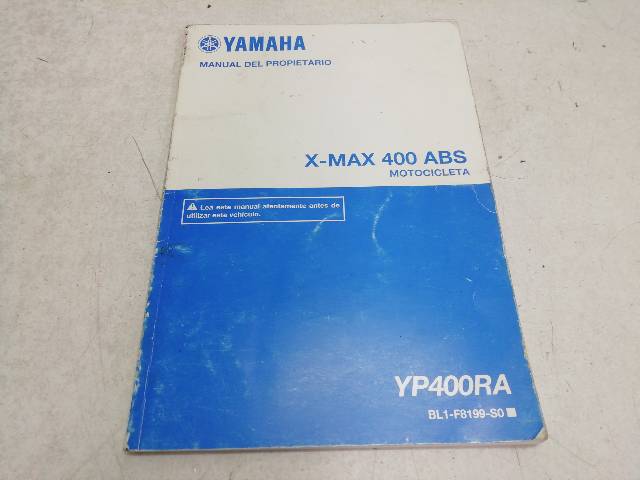 YAMAHA
MANUAL DEL PROPIETARIO
X-MAX 400 ABS
MOTOCICLETA
Lea este manual atentamente antes de
utilizar este vehículo.
YP400RA
BL1-F8199-S0